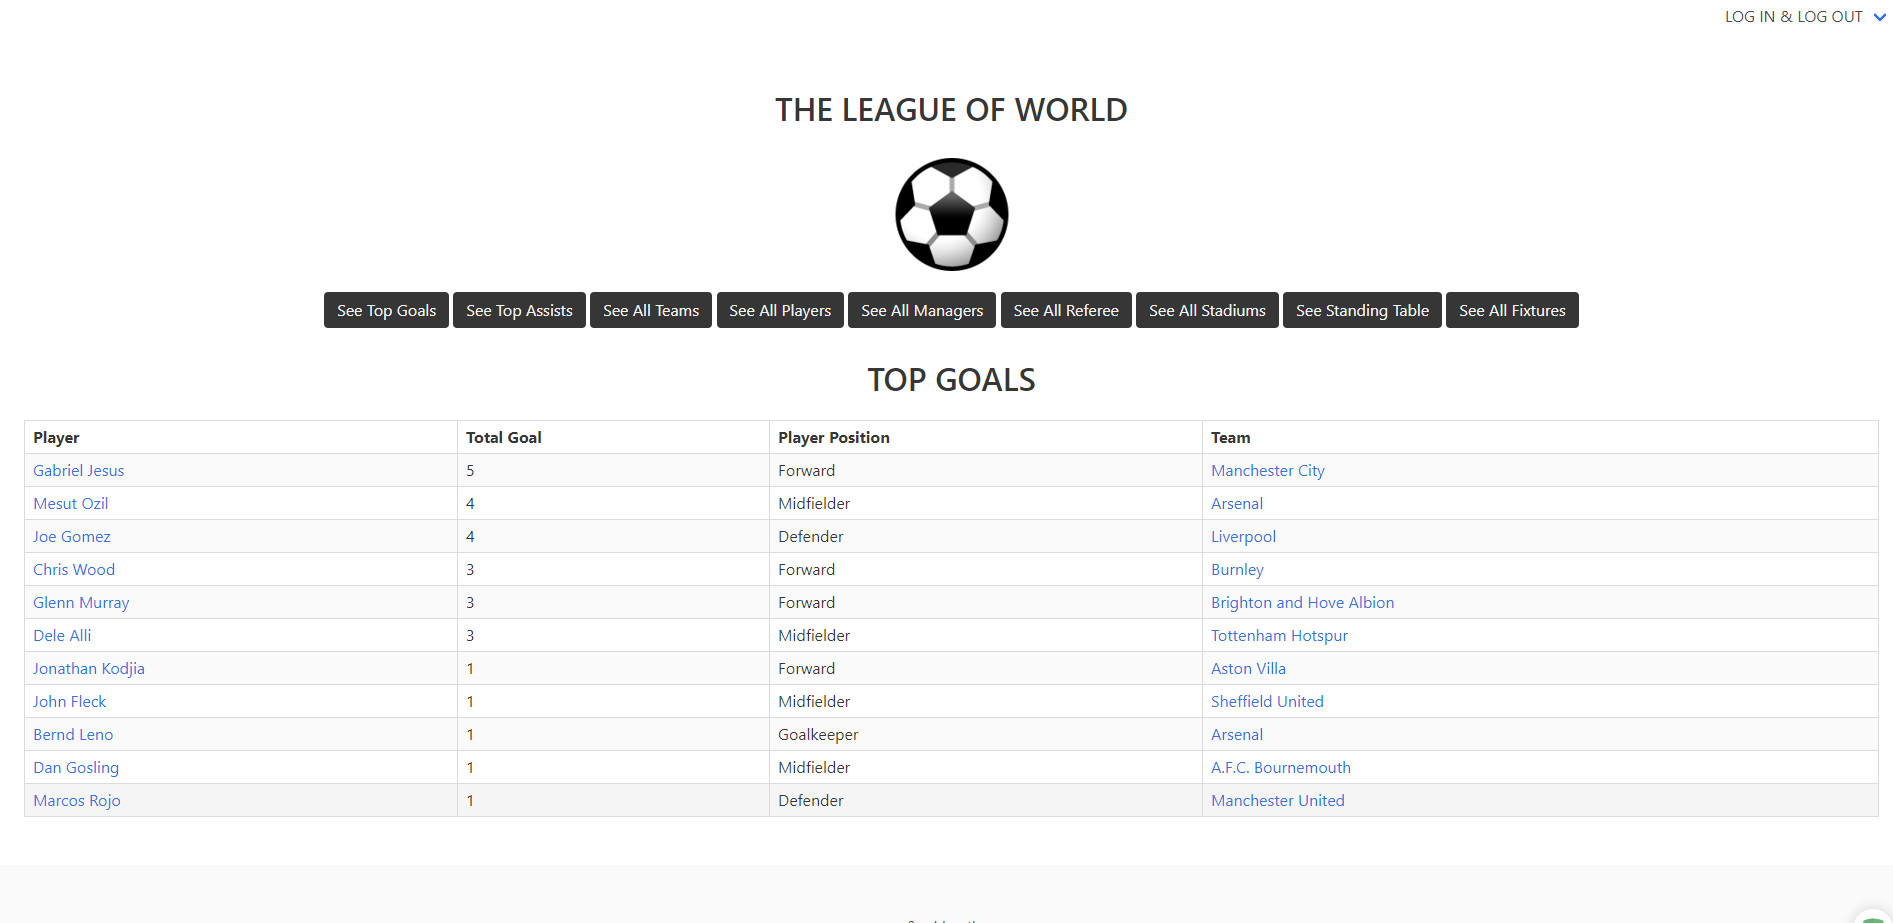 LOG IN & LOG OUT
THE LEAGUE OF WORLD
See Top Goals See Top Assists See All Teams See All Players See All Managers See All Referee See All Stadiums See Standing Table See All Fixtures
TOP GOALS
Player Total Goal Player Position Team
Gabriel Jesus 5 Forward Manchester City
Mesut Ozil 4 Midfielder Arsenal
Joe Gomez 4 Defender Liverpool
Chris Wood 3 Forward Burnley
Glenn Murray 3 Forward Brighton and Hove Albion
Dele Alli 3 Midfielder Tottenham Hotspur
Jonathan Kodjia 1 Forward Aston Villa
John Fleck 1 Midfielder Sheffield United
Bernd Leno 1 Goalkeeper Arsenal
Dan Gosling 1 Midfielder A.F.C. Bournemouth
Marcos Rojo 1 Defender Manchester United